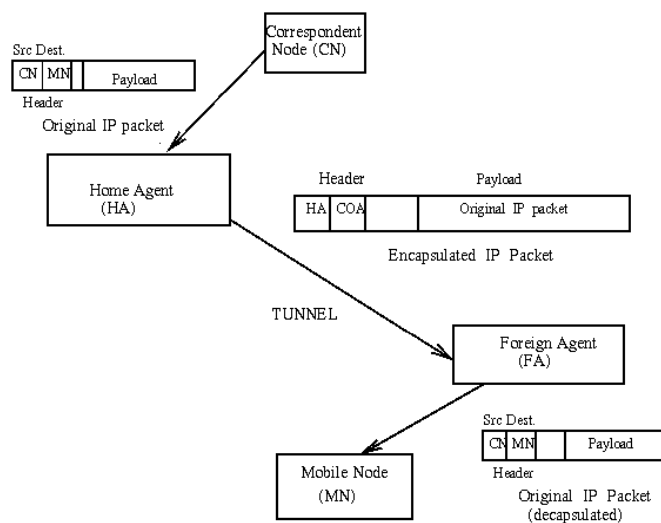 Correspondent
Node (CN)
Src Dest.
CN MN Payload
Header
Original IP packet
Home Agent
(HA)
Header Payload
HA COA Original IP packet
Encapsulated IP Packet
TUNNEL
Foreign Agent
(FA)
Src Dest.
CN MN Payload
Header
Mobile Node
(MN)
Original IP Packet
(decapsulated)